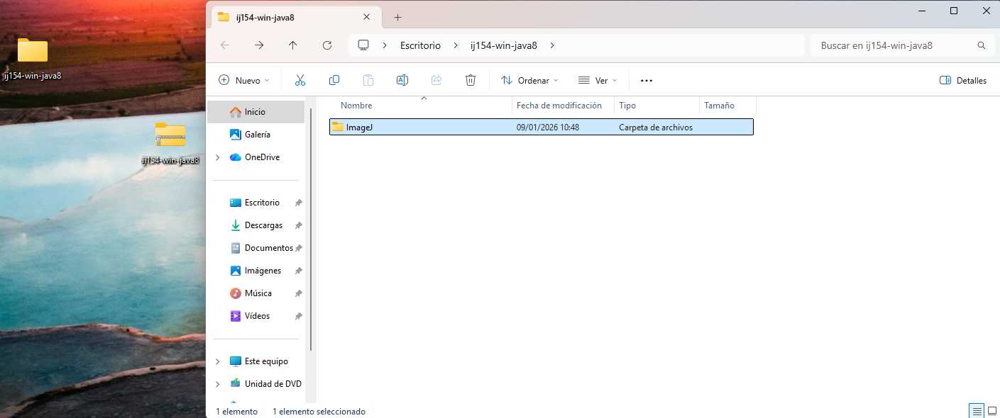 ij154-win-java8
ij154-win-java8
ij154-win-java8
Escritorio
ij154-win-java8
Buscar en ij154-win-java8
Nuevo
Ordenar
Ver
Detalles
Inicio
Galería
OneDrive
Escritorio
Descargas
Documentos
Imágenes
Música
Vídeos
Este equipo
Unidad de DVD
Nombre Fecha de modificación Tipo Tamaño
ImageJ 09/01/2026 10:48 Carpeta de archivos
1 elemento 1 elemento seleccionado